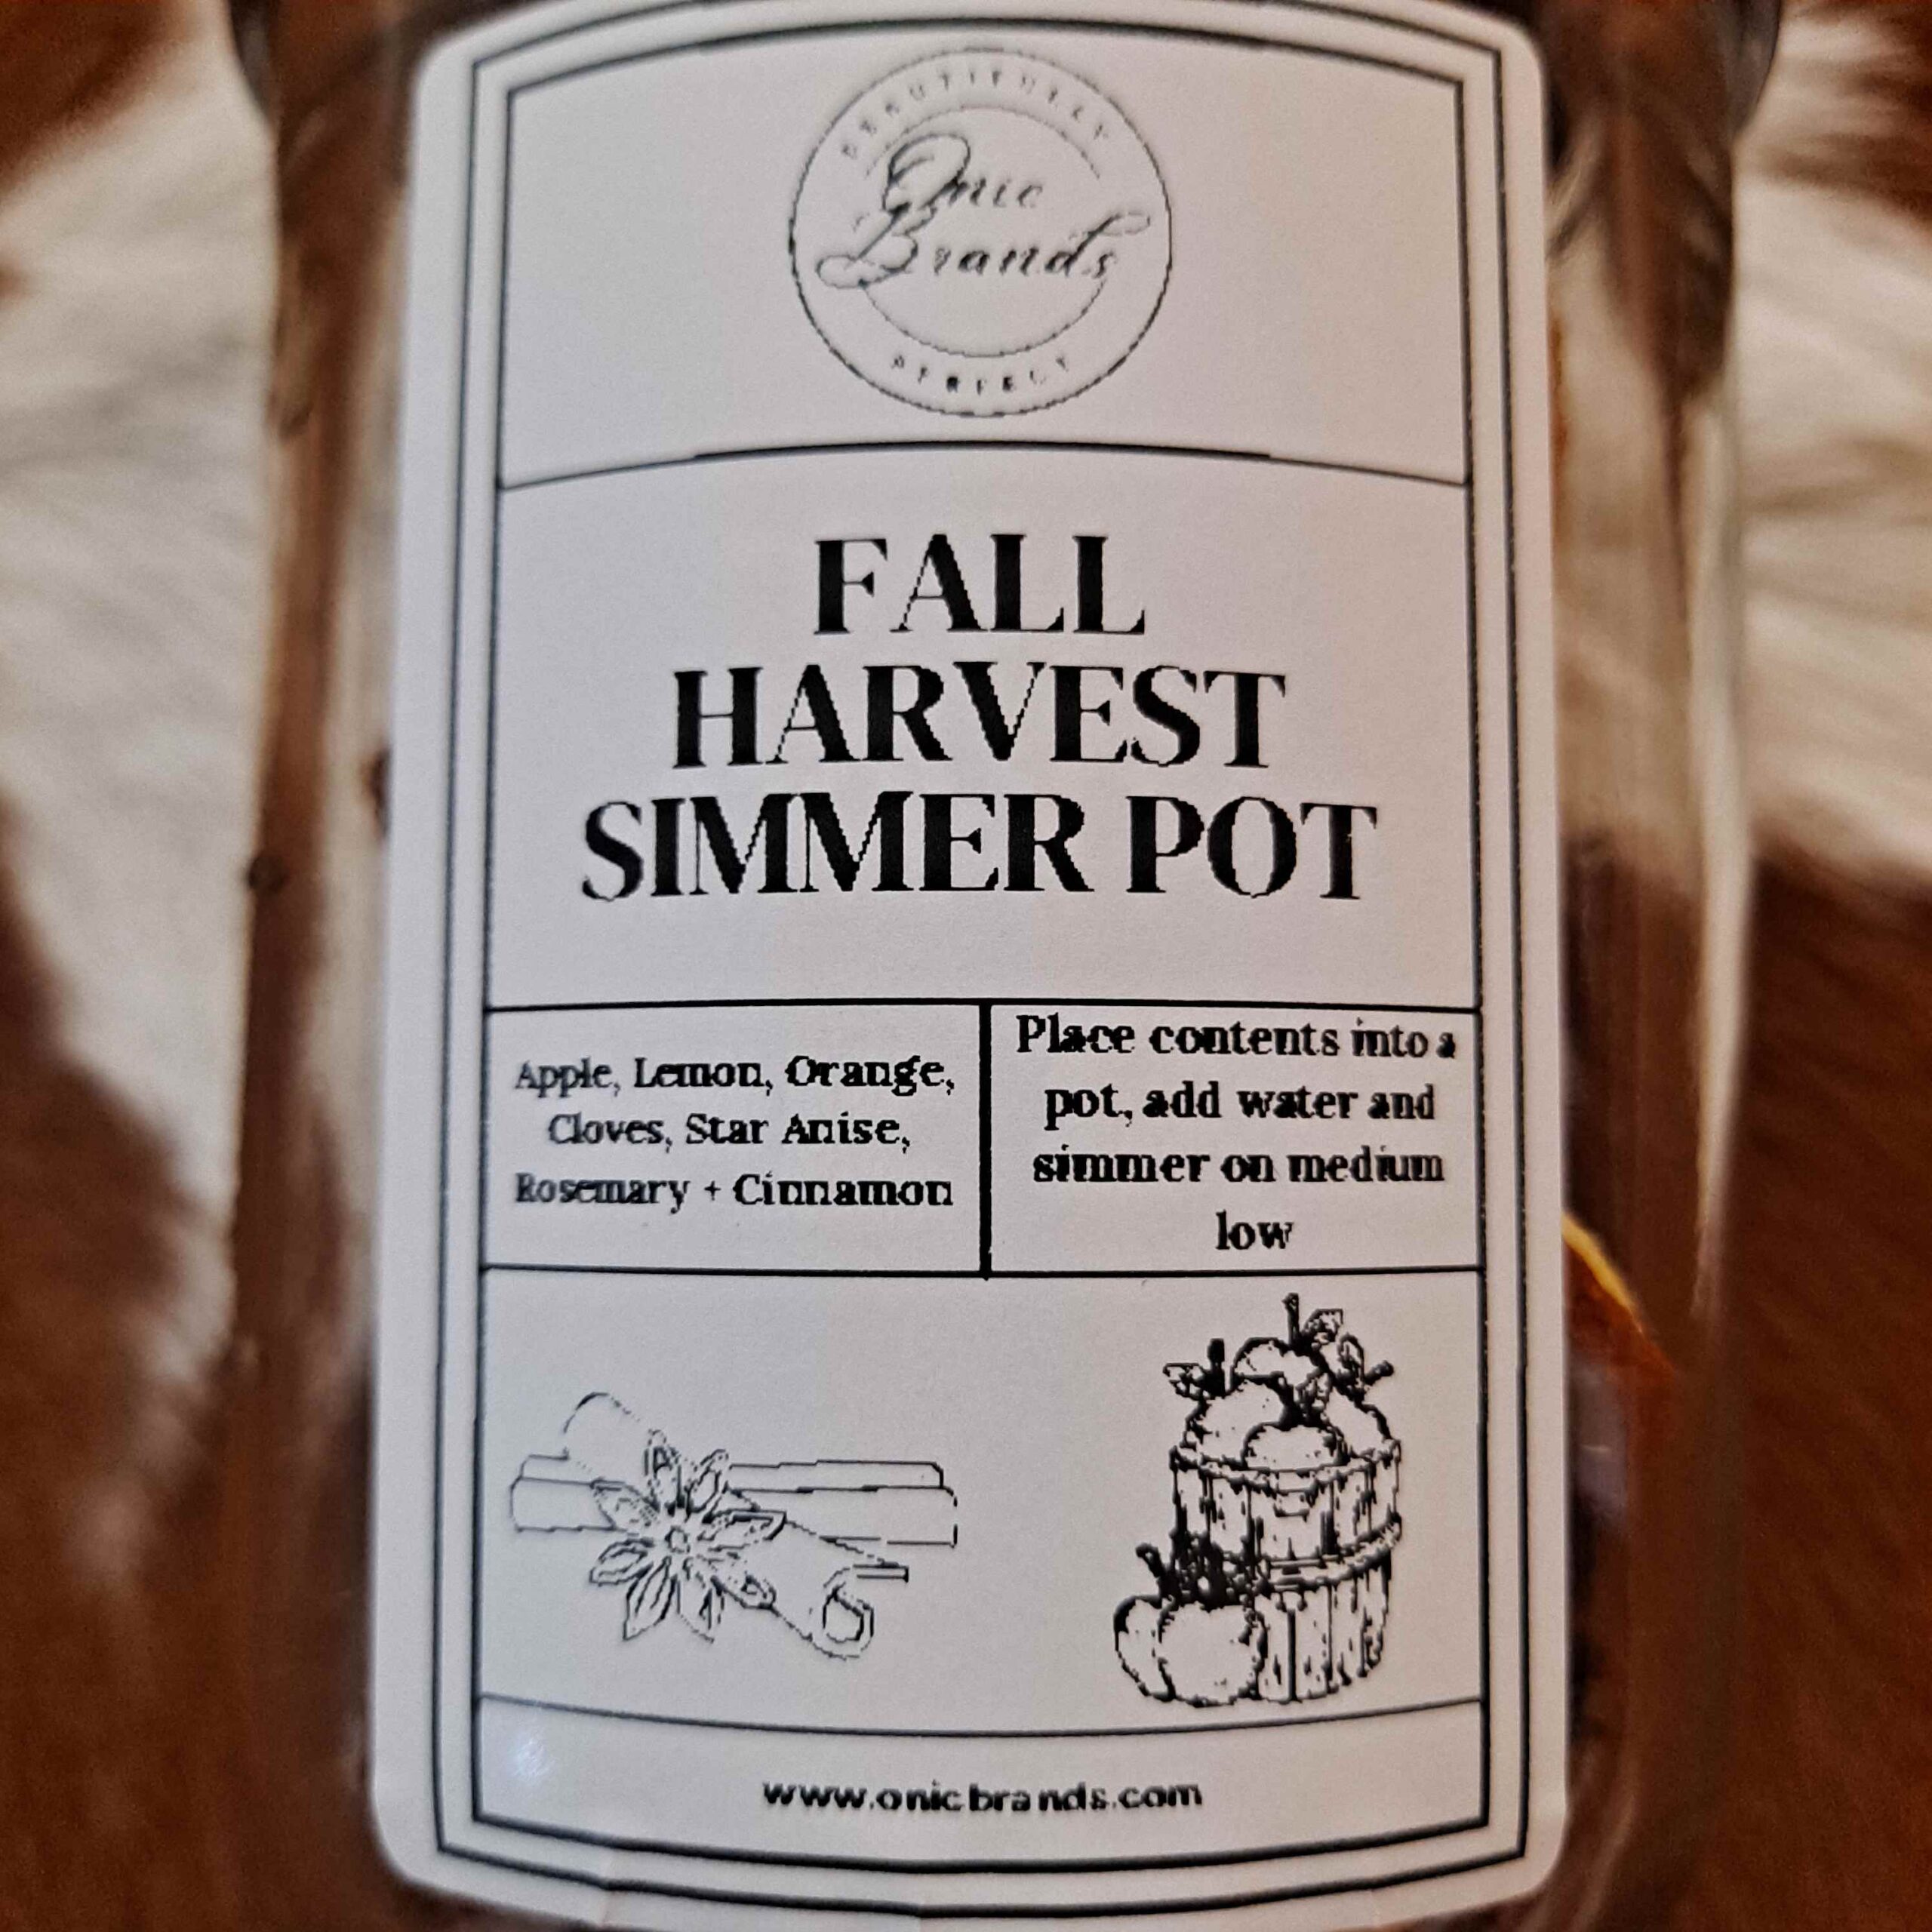 BEAUTIFULLY
Onic
Brands
PERFECT
FALL
HARVEST
SIMMER POT
Apple, Lemon, Orange,
Cloves, Star Anise,
Rosemary + Cinnamon
Place contents into a
pot, add water and
simmer on medium
low
www.onicbrands.com